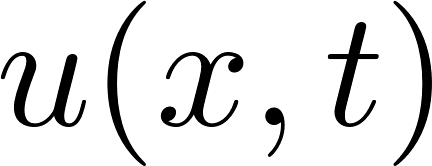 u(x, t)